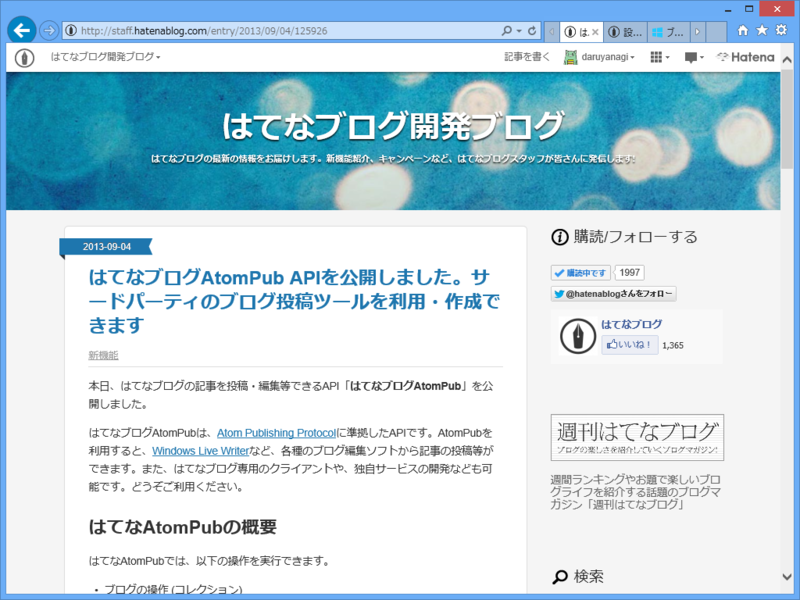 http://staff.hatenablog.com/entry/2013/09/04/125926
は...
設...
ブ...
はてなブログ開発ブログ
記事を書く
daruyanagi
Hatena
はてなブログ開発ブログ
はてなブログの最新の情報をお届けします。新機能紹介、キャンペーンなど、はてなブログスタッフが皆さんに発信します!
2013-09-04
はてなブログAtomPub APIを公開しました。サ
ードパーティのブログ投稿ツールを利用・作成で
きます
新機能
本日、はてなブログの記事を投稿・編集等できるAPI「はてなブログAtomPub」を公
開しました。
はてなブログAtomPubは、Atom Publishing Protocolに準拠したAPIです。AtomPubを
利用すると、Windows Live Writerなど、各種のブログ編集ソフトから記事の投稿等が
できます。また、はてなブログ専用のクライアントや、独自サービスの開発なども可
能です。どうぞご利用ください。
はてなAtomPubの概要
はてなAtomPubでは、以下の操作を実行できます。
・ ブログの操作 (コレクション)
購読/フォローする
購読中です 1997
@hatenablogさんをフォロー
はてなブログ
いいね! 1,365
週刊はてなブログ
ブログの楽しさを紹介していくブログマガジン!
週間ランキングやお題で楽しいブロ
グライフを紹介する話題のブログマ
ガジン「週刊はてなブログ」
検索